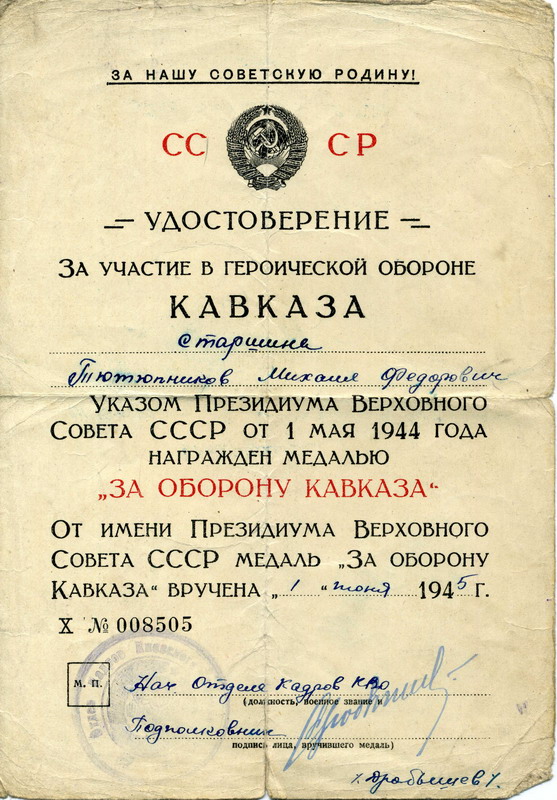 ЗА НАШУ СОВЕТСКУЮ РОДИНУ!
СССР
УДОСТОВЕРЕНИЕ
ЗА УЧАСТИЕ В ГЕРОИЧЕСКОЙ ОБОРОНЕ
КАВКАЗА
Старшина
Тютюнников Михаил Федорович
УКАЗОМ ПРЕЗИДИУМА ВЕРХОВНОГО
СОВЕТА СССР ОТ 1 МАЯ 1944 ГОДА
НАГРАЖДЕН МЕДАЛЬЮ
„ЗА ОБОРОНУ КАВКАЗА“
ОТ ИМЕНИ ПРЕЗИДИУМА ВЕРХОВНОГО
СОВЕТА СССР МЕДАЛЬ „ЗА ОБОРОНУ
КАВКАЗА“ ВРУЧЕНА „1“ июня 1945 г.
X № 008505
М. П.
Нач Отдела Кадров КВО
(должность, военное звание и
Подполковник
подпись лица, вручившего медаль)
/Дробышев/